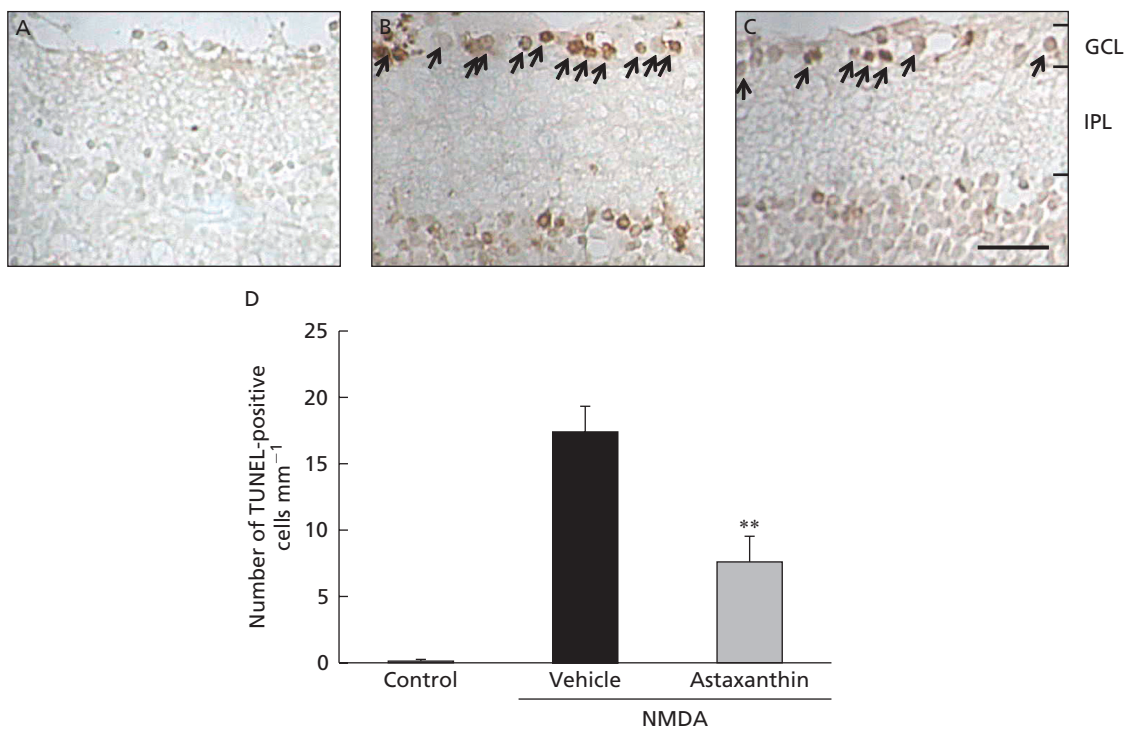 A
B
C
GCL
IPL
D
25
20
15
10
5
0
Number of TUNEL-positive
cells mm⁻¹
**
Control
Vehicle
Astaxanthin
NMDA